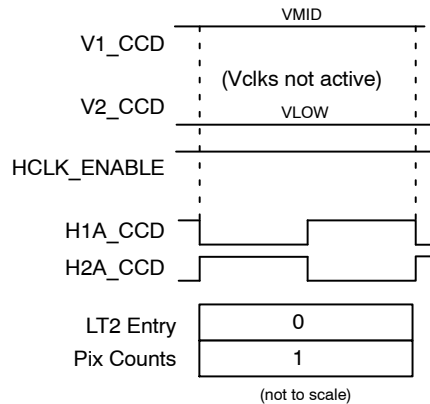 VMID
V1_CCD
(Vclks not active)
V2_CCD
VLOW
HCLK_ENABLE
H1A_CCD
H2A_CCD
LT2 Entry 0
Pix Counts 1
(not to scale)